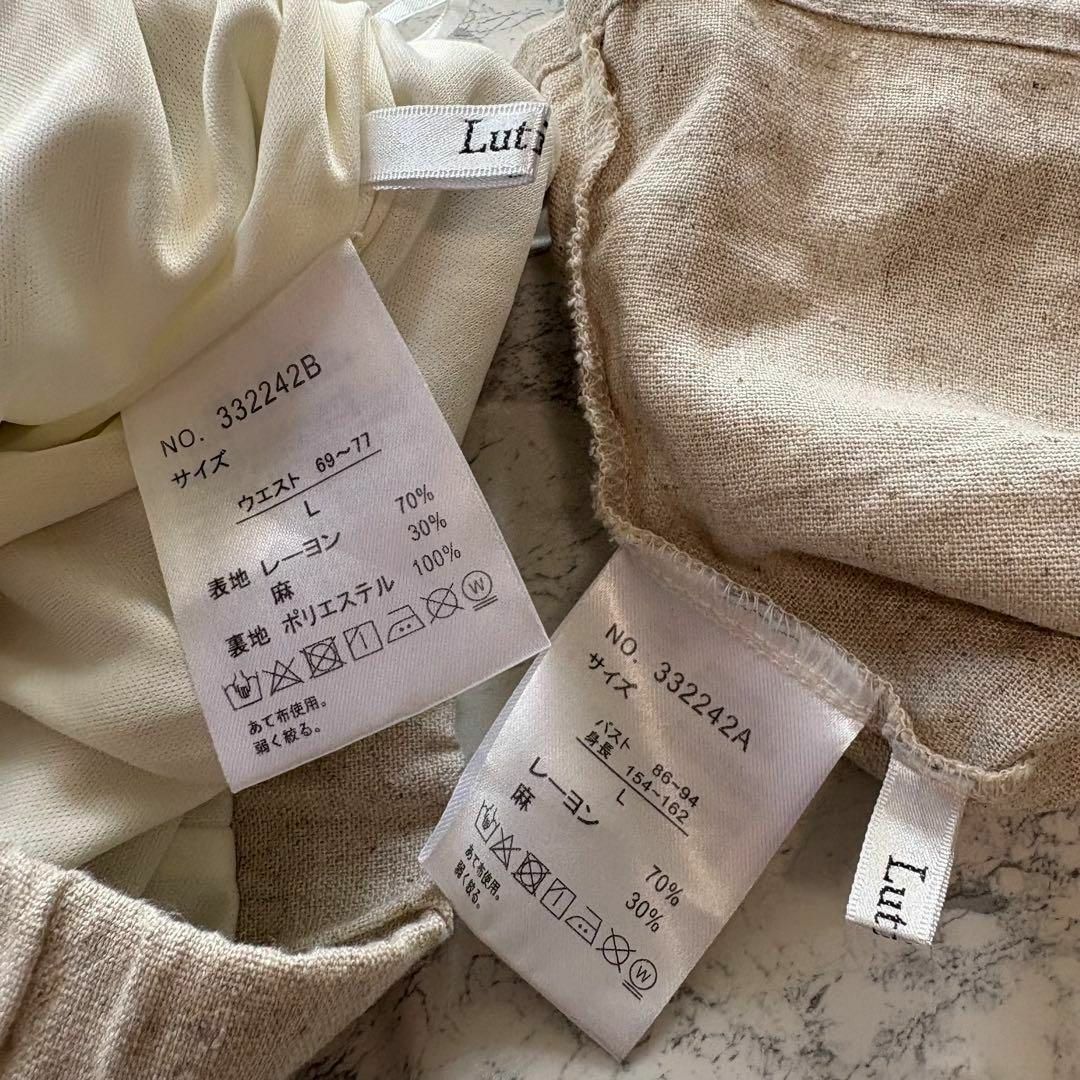 Lut
NO. 332242B
サイズ
ウエスト 69～77
L
表地 レーヨン 70%
麻 30%
裏地 ポリエステル 100%
W
あて布使用。
弱く絞る。
NO. 332242A
サイズ
バスト 86-94
身長 154-162
L
レーヨン 70%
麻 30%
W
あて布使用。
弱く絞る。
Lut